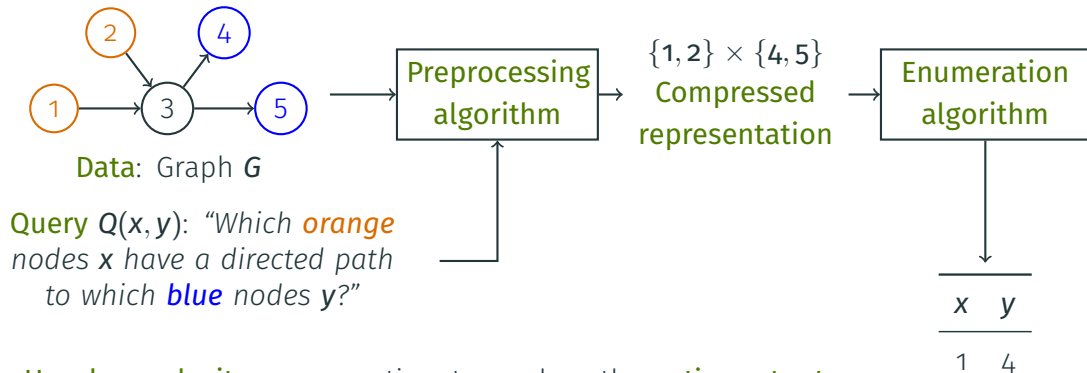 2
4
1
3
5
Data: Graph G
Query Q(x, y): "Which orange
nodes x have a directed path
to which blue nodes y?"
Preprocessing
algorithm
{1, 2} × {4, 5}
Compressed
representation
Enumeration
algorithm
x y
1 4